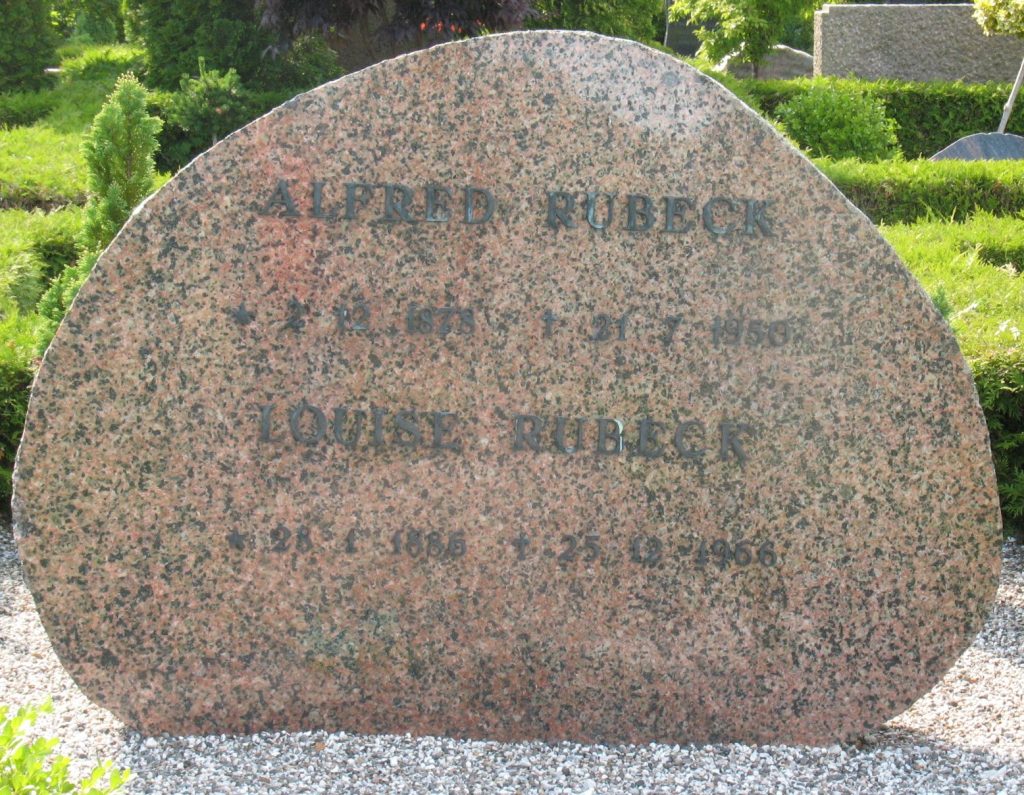 ALFRED RUBECK
* 2 12 1878 † 21 7 1950
LOUISE RUBECK
* 28 1 1886 † 25 12 1966